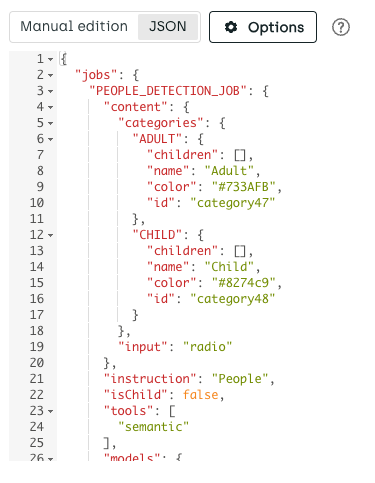 Manual edition JSON Options ?
1 {
2 "jobs": {
3 "PEOPLE_DETECTION_JOB": {
4 "content": {
5 "categories": {
6 "ADULT": {
7 "children": [],
8 "name": "Adult",
9 "color": "#733AFB",
10 "id": "category47"
11 },
12 "CHILD": {
13 "children": [],
14 "name": "Child",
15 "color": "#8274c9",
16 "id": "category48"
17 }
18 },
19 "input": "radio"
20 },
21 "instruction": "People",
22 "isChild": false,
23 "tools": [
24 "semantic"
25 ],
26 "models": {